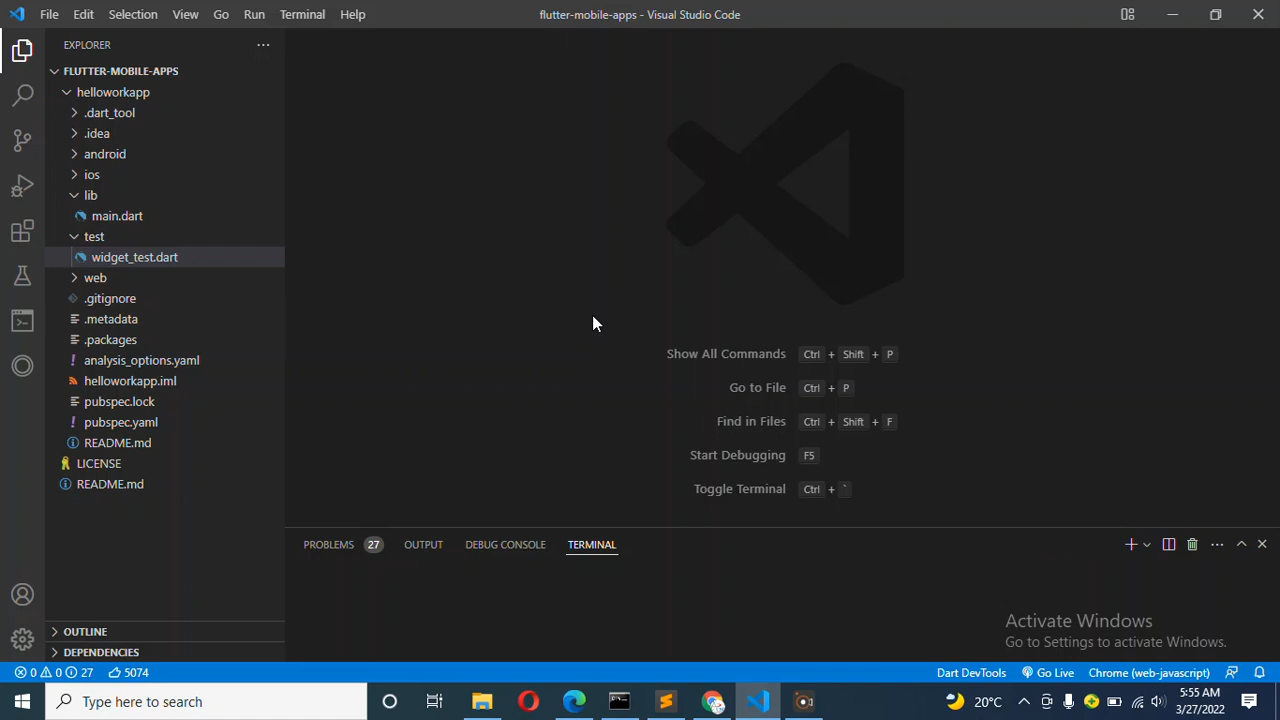 File Edit Selection View Go Run Terminal Help
flutter-mobile-apps - Visual Studio Code
EXPLORER
FLUTTER-MOBILE-APPS
helloworkapp
.dart_tool
.idea
android
ios
lib
main.dart
test
widget_test.dart
web
.gitignore
.metadata
.packages
analysis_options.yaml
helloworkapp.iml
pubspec.lock
pubspec.yaml
README.md
LICENSE
README.md
OUTLINE
DEPENDENCIES
Show All Commands Ctrl + Shift + P
Go to File Ctrl + P
Find in Files Ctrl + Shift + F
Start Debugging F5
Toggle Terminal Ctrl + `
PROBLEMS 27 OUTPUT DEBUG CONSOLE TERMINAL
Activate Windows
Go to Settings to activate Windows.
0 0 27 5074 Dart DevTools Go Live Chrome (web-javascript)
Type here to search
20°C
5:55 AM
3/27/2022